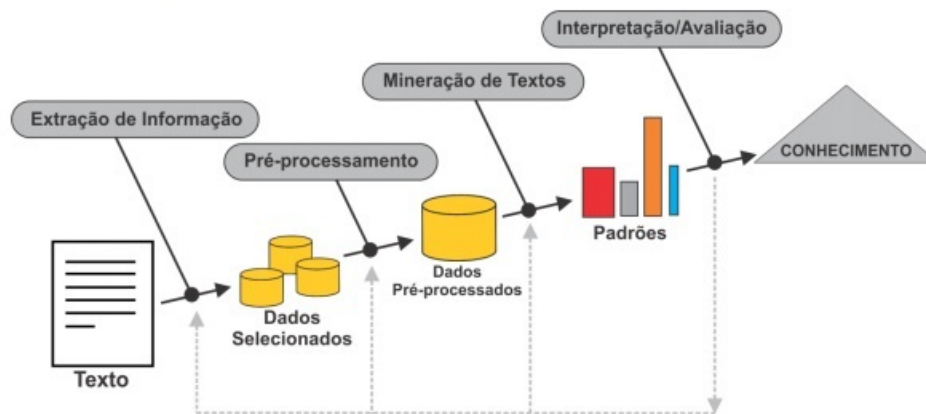 Interpretação/Avaliação
Mineração de Textos
Extração de Informação
Pré-processamento
CONHECIMENTO
Padrões
Dados
Pré-processados
Dados
Selecionados
Texto